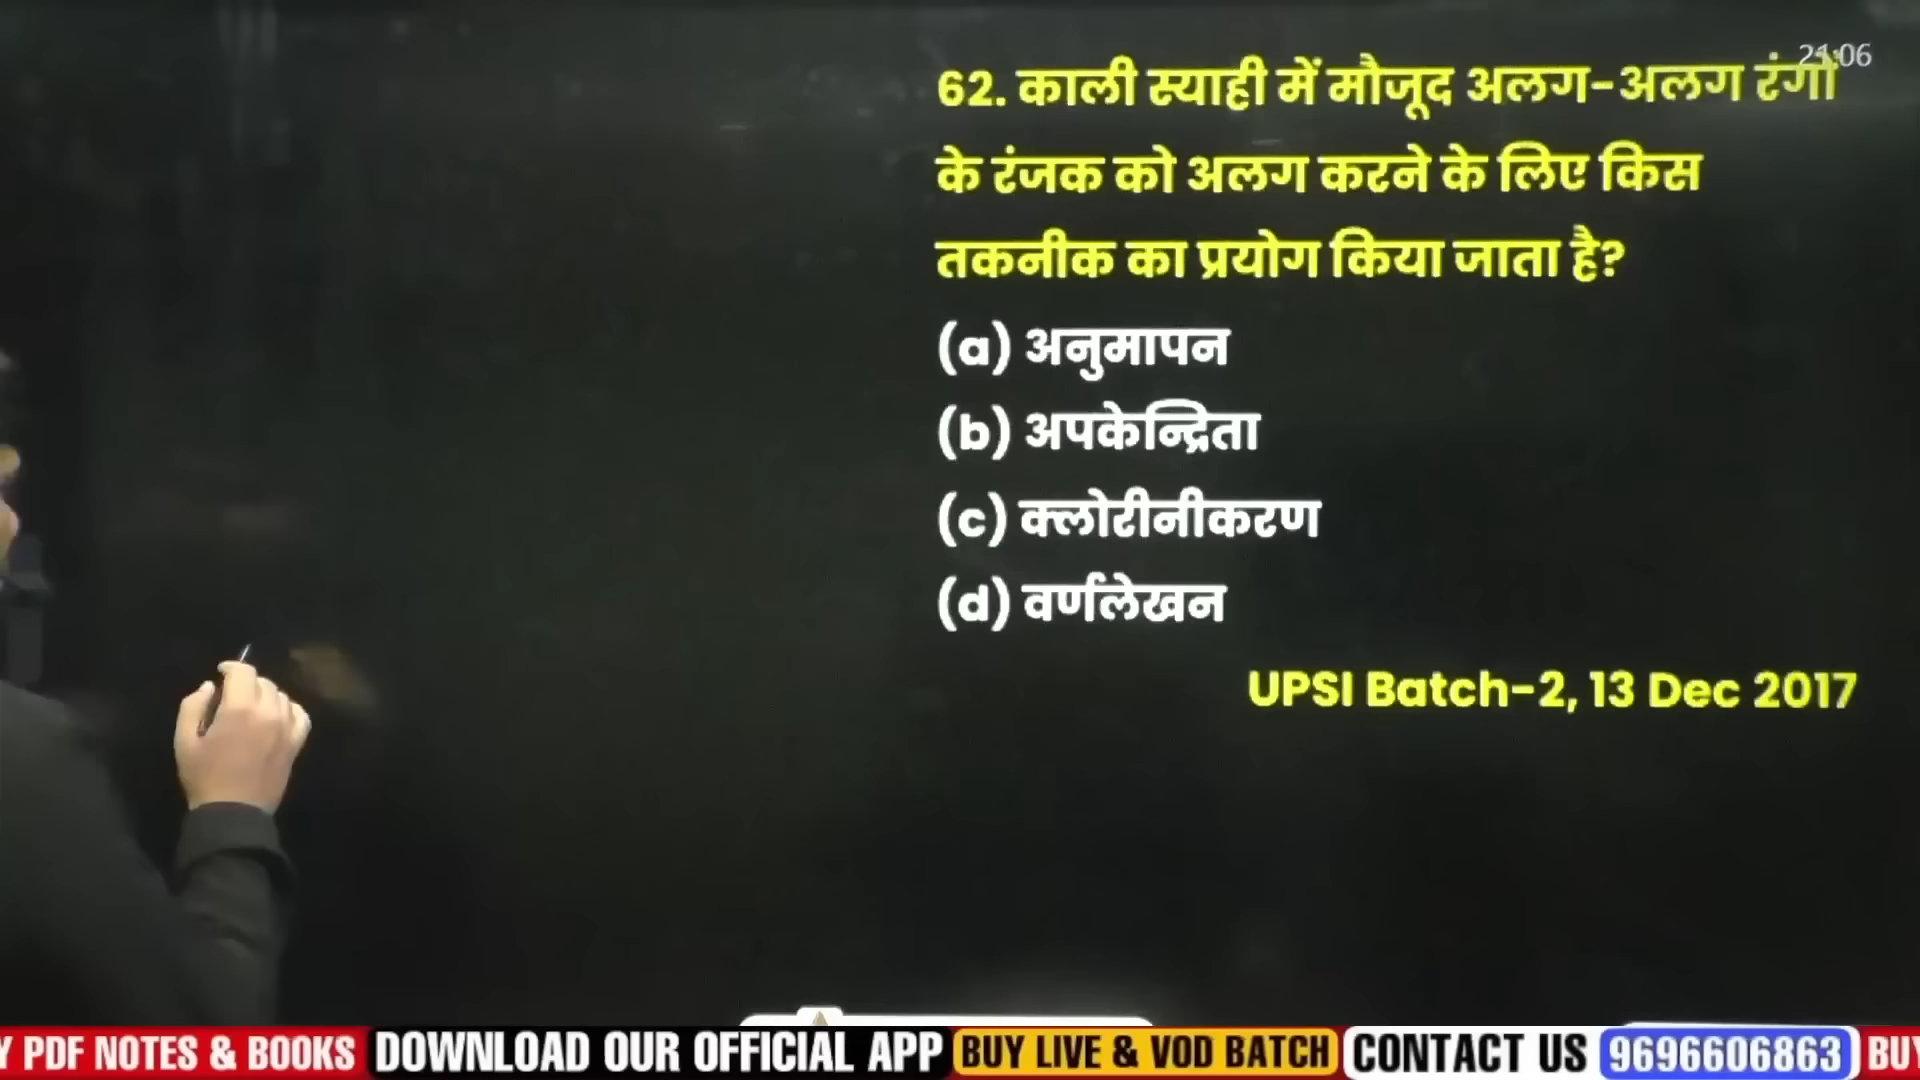 21:06
62. काली स्याही में मौजूद अलग-अलग रंगों
के रंजक को अलग करने के लिए किस
तकनीक का प्रयोग किया जाता है?
(a) अनुमापन
(b) अपकेन्द्रिता
(c) क्लोरीनीकरण
(d) वर्णलेखन
UPSI Batch-2, 13 Dec 2017
Y PDF NOTES & BOOKS DOWNLOAD OUR OFFICIAL APP BUY LIVE & VOD BATCH CONTACT US 9696606863 BUY